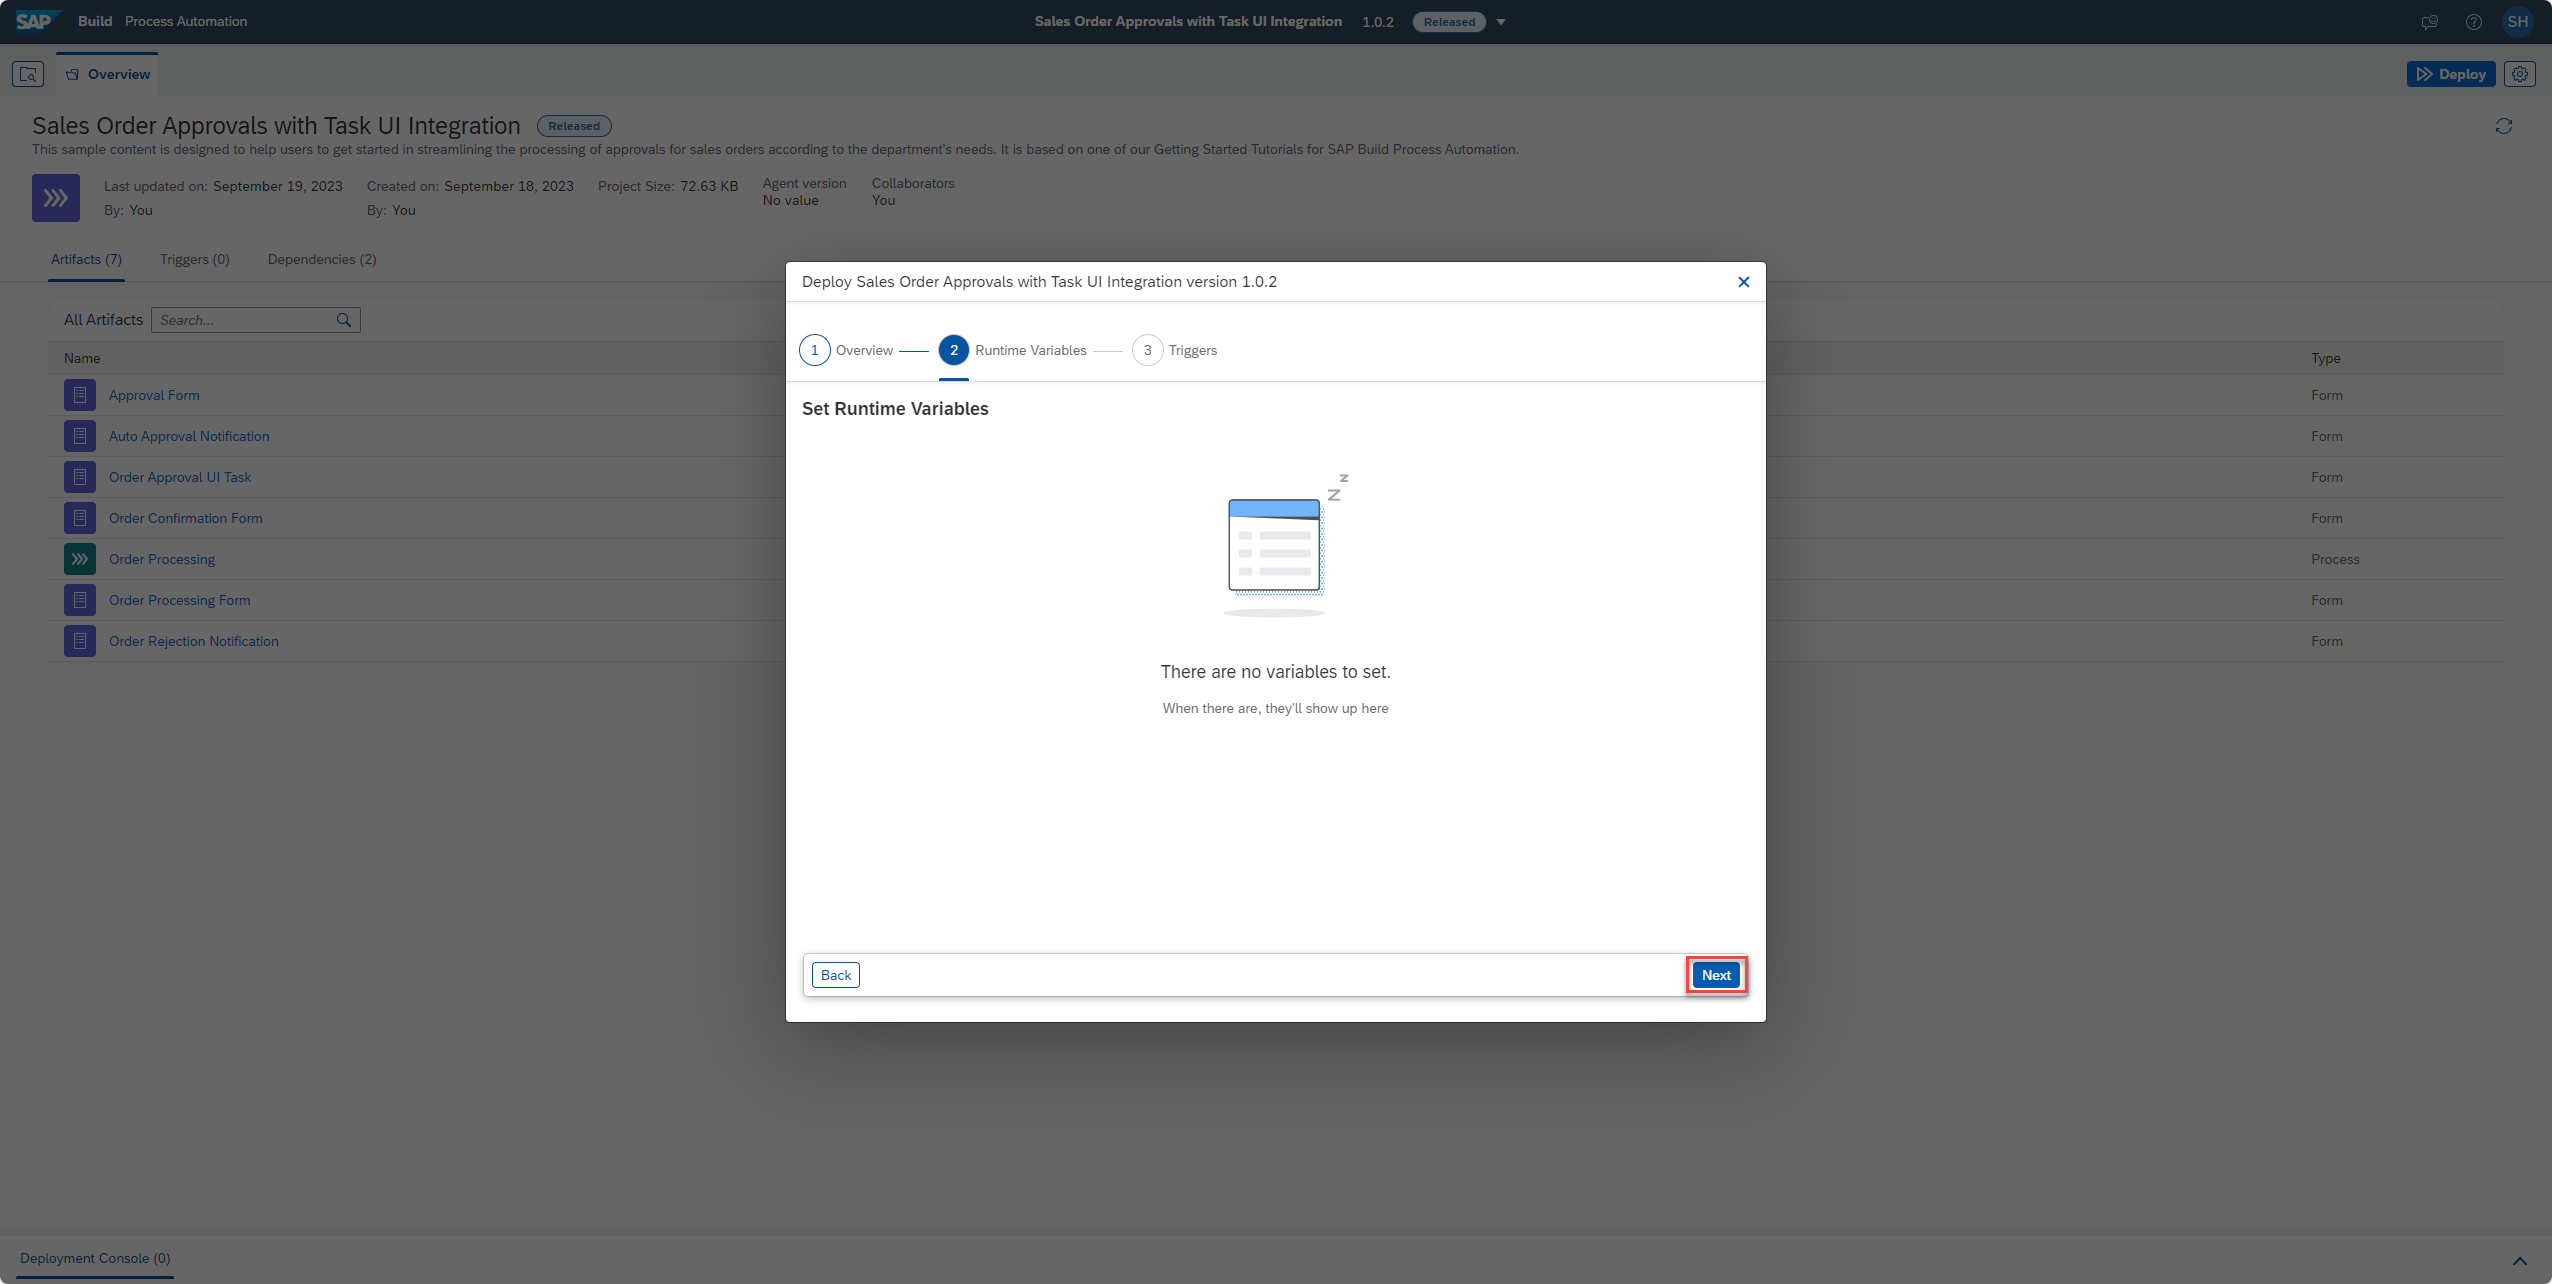 SAP Build Process Automation
Sales Order Approvals with Task UI Integration 1.0.2 Released
SH
Overview
Deploy
Sales Order Approvals with Task UI Integration Released
This sample content is designed to help users to get started in streamlining the processing of approvals for sales orders according to the department's needs. It is based on one of our Getting Started Tutorials for SAP Build Process Automation.
Last updated on: September 19, 2023 Created on: September 18, 2023 Project Size: 72.63 KB Agent version Collaborators
By: You By: You No value You
Artifacts (7) Triggers (0) Dependencies (2)
All Artifacts Search...
Name Type
Approval Form Form
Auto Approval Notification Form
Order Approval UI Task Form
Order Confirmation Form Form
Order Processing Process
Order Processing Form Form
Order Rejection Notification Form
Deploy Sales Order Approvals with Task UI Integration version 1.0.2
1 Overview 2 Runtime Variables 3 Triggers
Set Runtime Variables
z
Z
There are no variables to set.
When there are, they'll show up here
Back Next
Deployment Console (0)